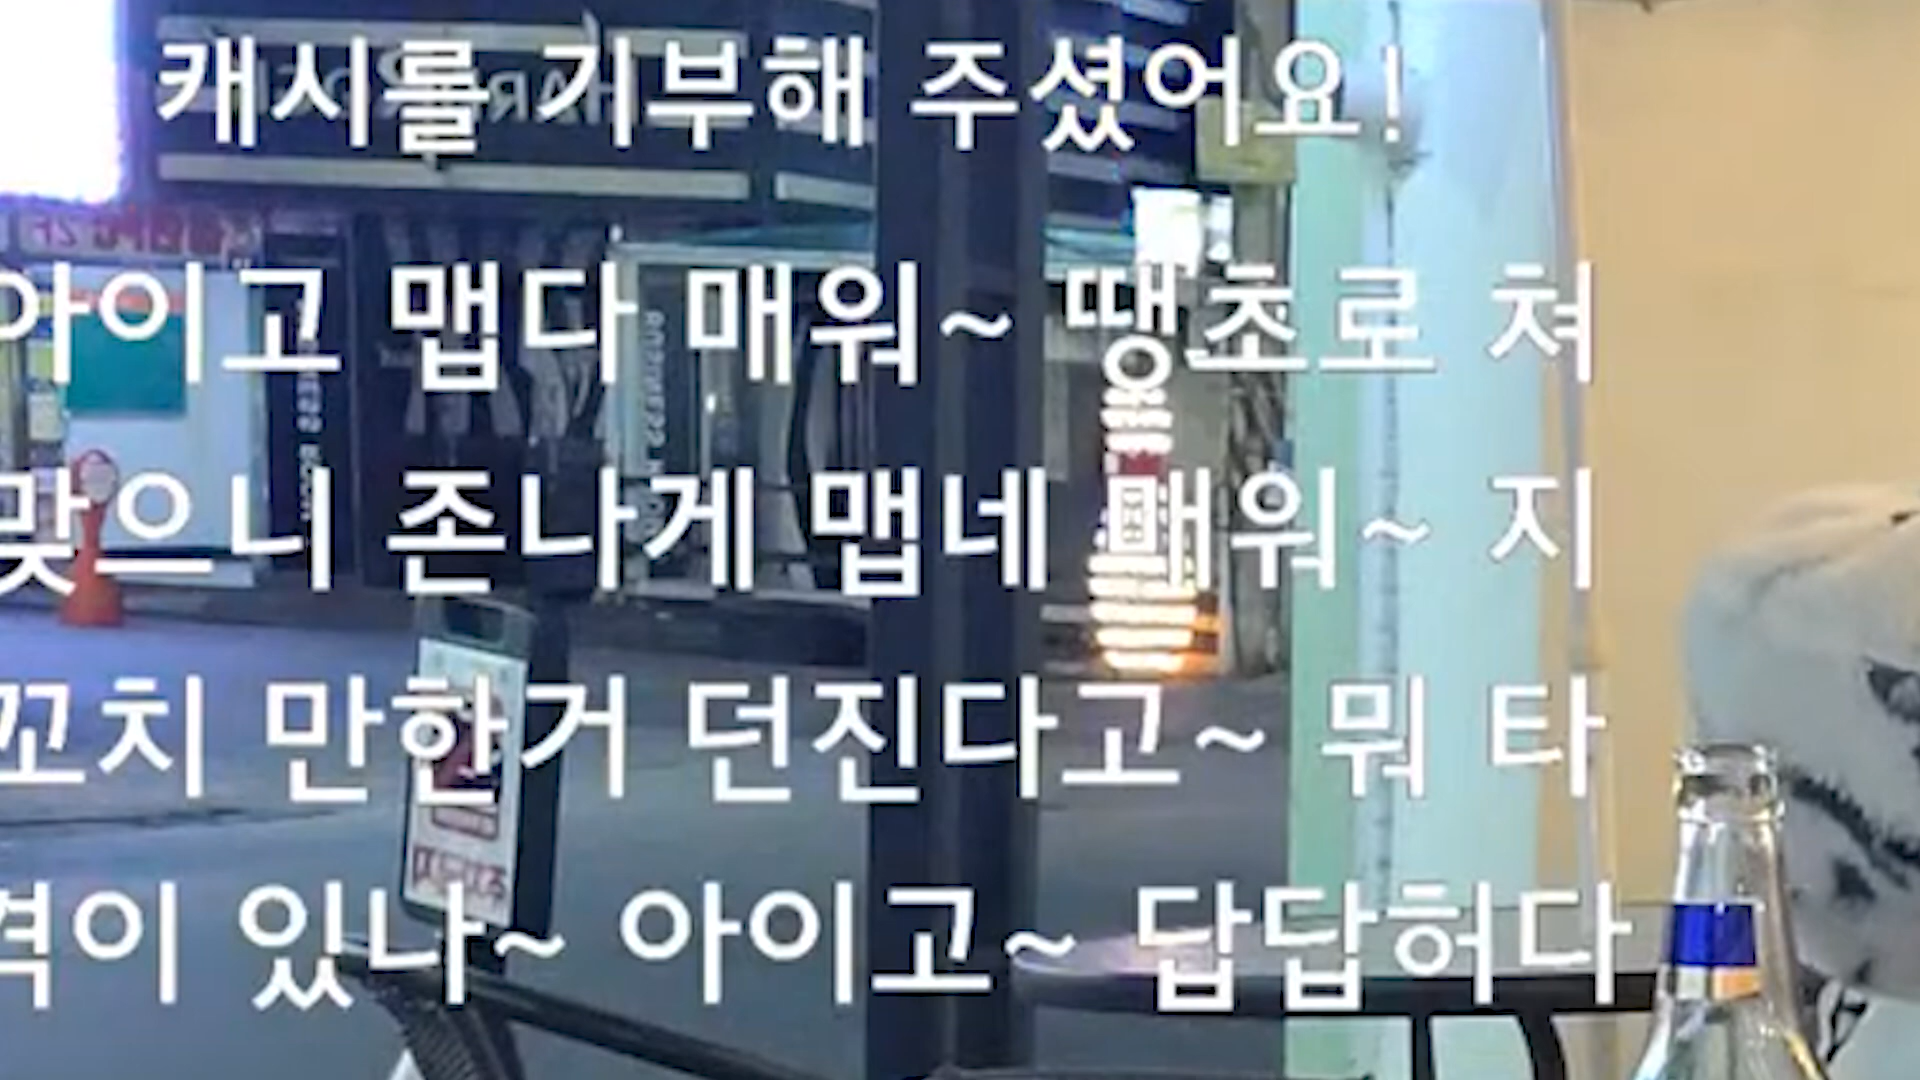 캐시를 기부해 주셨어요!
아이고 맵다 매워~ 땡초로 쳐
맞으니 존나게 맵네 매워~ 지
꼬치 만한거 던진다고~ 뭐 타
격이 있나~ 아이고~ 답답허다